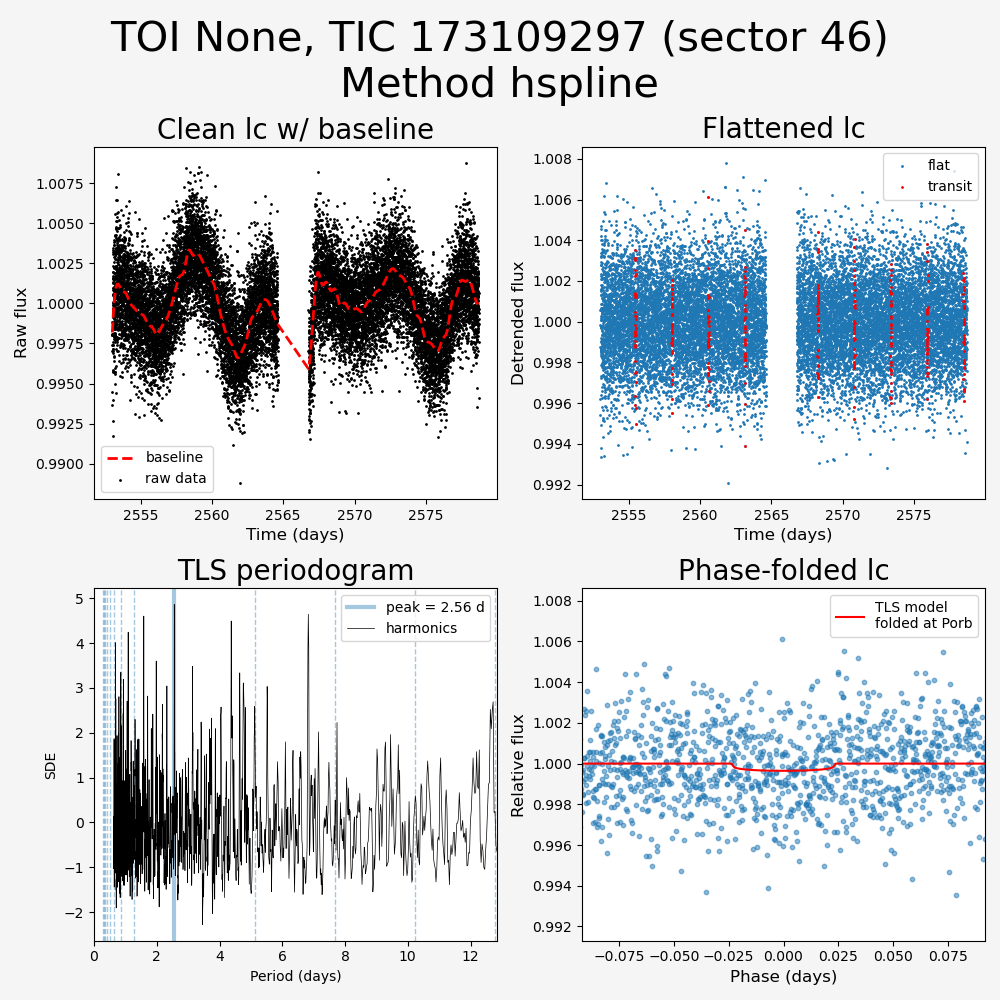 TOI None, TIC 173109297 (sector 46)
Method hspline
Clean lc w/ baseline
Raw flux
1.0075
1.0050
1.0025
1.0000
0.9975
0.9950
0.9925
0.9900
baseline
raw data
2555
2560
2565
2570
2575
Time (days)
Flattened lc
Detrended flux
1.008
1.006
1.004
1.002
1.000
0.998
0.996
0.994
0.992
flat
transit
2555
2560
2565
2570
2575
Time (days)
TLS periodogram
SDE
5
4
3
2
1
0
−1
−2
peak = 2.56 d
harmonics
0
2
4
6
8
10
12
Period (days)
Phase-folded lc
Relative flux
1.008
1.006
1.004
1.002
1.000
0.998
0.996
0.994
0.992
TLS model
folded at Porb
−0.075
−0.050
−0.025
0.000
0.025
0.050
0.075
Phase (days)